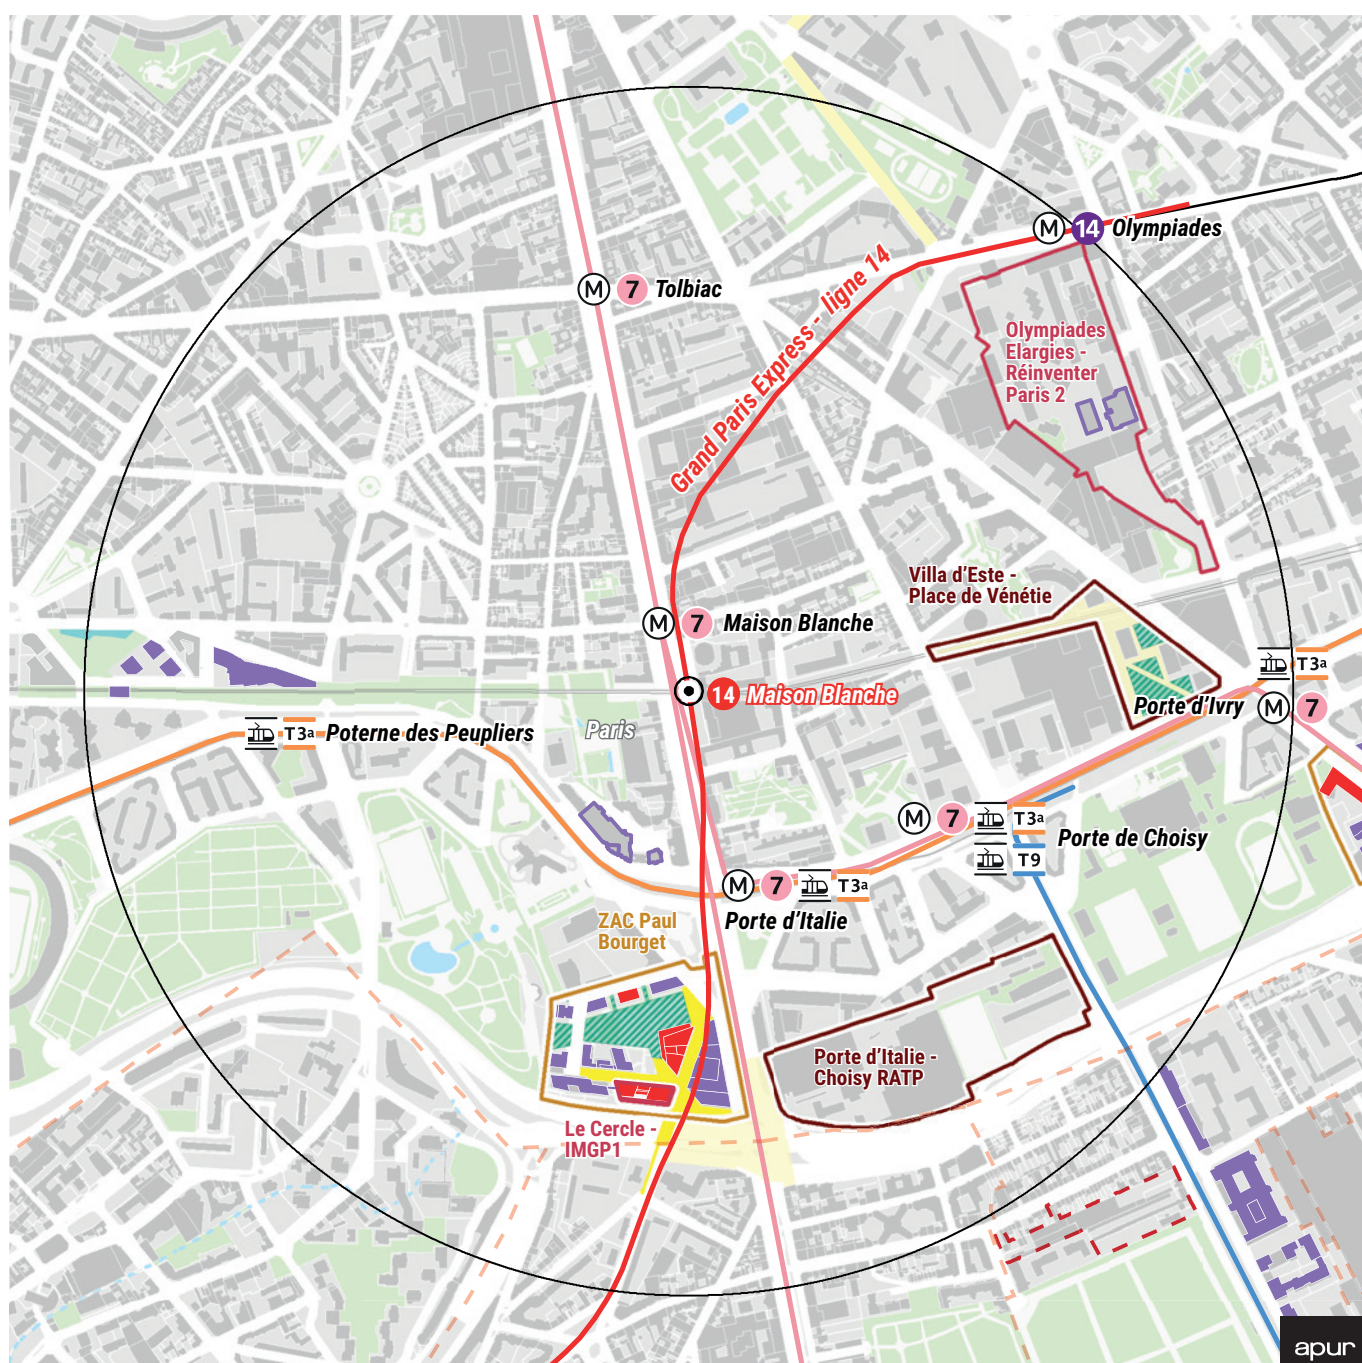 M 14 Olympiades
M 7 Tolbiac
Grand Paris Express - ligne 14
Olympiades
Elargies -
Réinventer
Paris 2
Villa d'Este -
Place de Vénétie
M 7 Maison Blanche
T3a
14 Maison Blanche
Porte d'Ivry M 7
T3a Poterne des Peupliers
Paris
M 7 T3a
Porte de Choisy
T9
M 7 T3a
Porte d'Italie
ZAC Paul
Bourget
Porte d'Italie -
Choisy RATP
Le Cercle -
IMGP1
apur